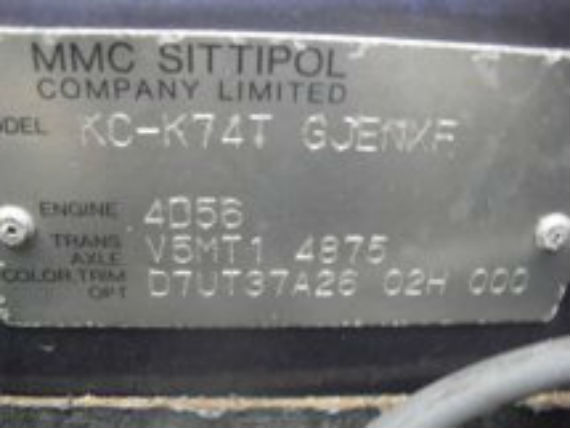 MMC SITTIPOL
COMPANY LIMITED
MODEL KC-K74T GJENXF
ENGINE 4D56
TRANS AXLE V5MT1 4875
COLOR,TRIM OPT D7UT37A26 02H 000